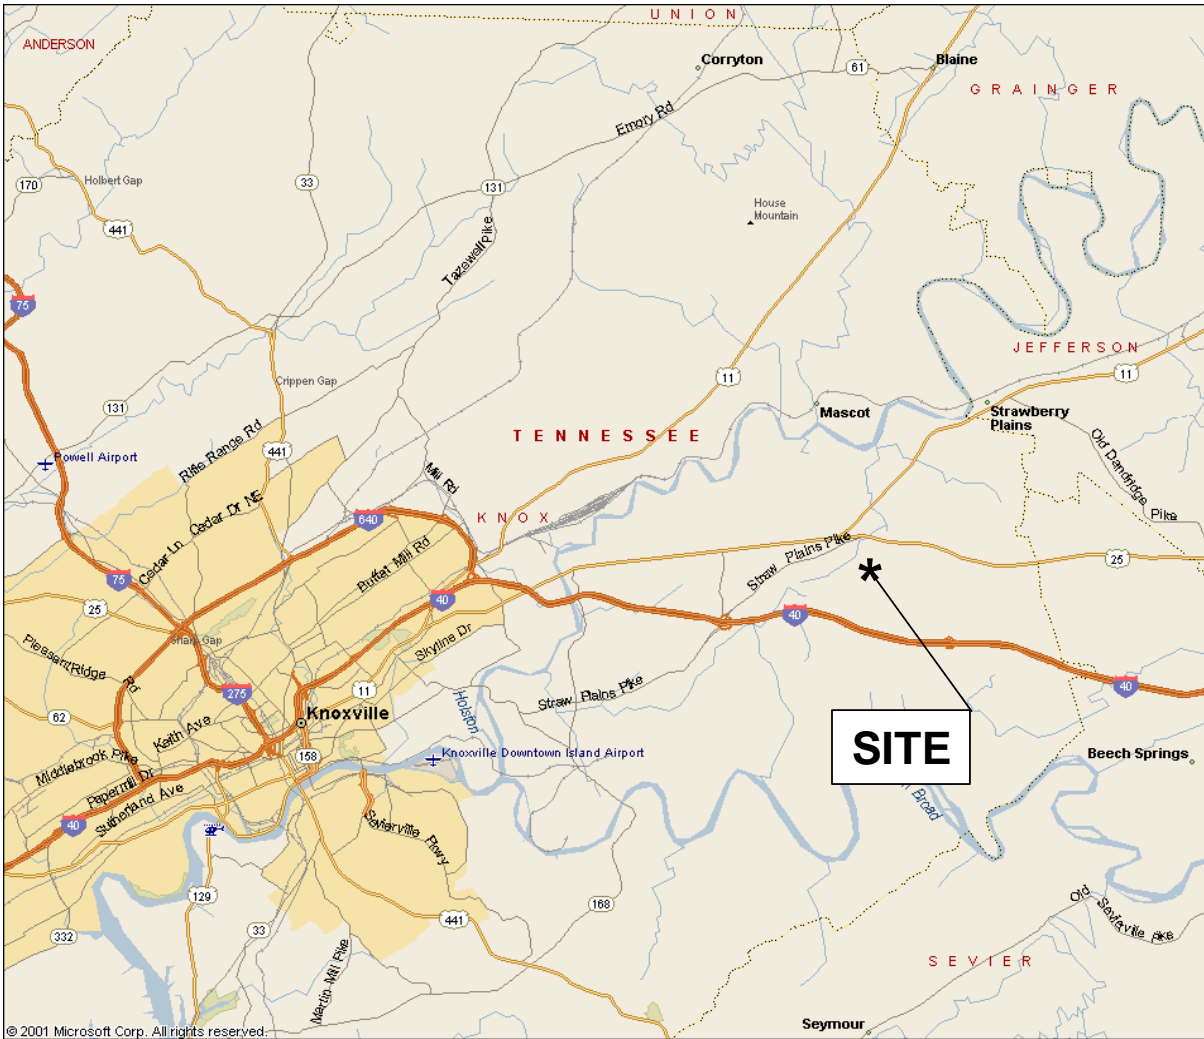 UNION
ANDERSON
Corryton
61
Blaine
GRAINGER
Emory Rd
170
Holbert Gap
33
131
House
Mountain
441
Tazewell Pike
75
JEFFERSON
Crippen Gap
11
11
131
Mascot
Strawberry
Plains
TENNESSEE
Rifle Range Rd
441
Powell Airport
Mill Rd
Old Dandridge
Pike
Cedar Dr NE
640
KNOX
Cedar Ln
Buffat Mill Rd
Straw Plains Pike
25
*
75
25
40
40
Sharp Gap
Skyline Dr
Pleasant Ridge
Rd
275
11
Straw Plains Pike
40
62
Keith Ave
Knoxville
Holston
SITE
158
Knoxville Downtown Island Airport
Beech Springs
Middlebrook Pike
Papermill Dr
Sutherland Ave
40
Broad
Sevierville Pkwy
129
168
Old
Sevierville pike
441
33
332
Martin Mill Pike
SEVIER
Seymour
© 2001 Microsoft Corp. All rights reserved.